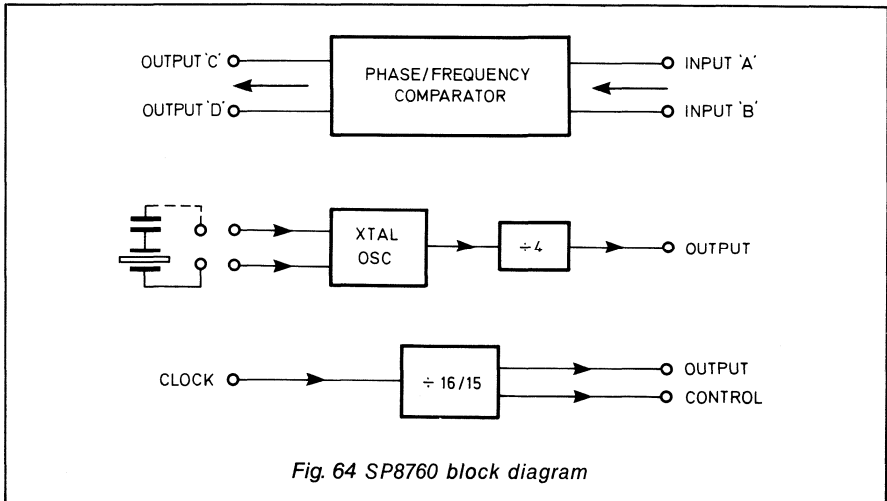 OUTPUT 'C'
PHASE/FREQUENCY
COMPARATOR
INPUT 'A'
OUTPUT 'D'
INPUT 'B'
XTAL
OSC
÷4
OUTPUT
CLOCK
÷ 16/15
OUTPUT
CONTROL
Fig. 64 SP8760 block diagram